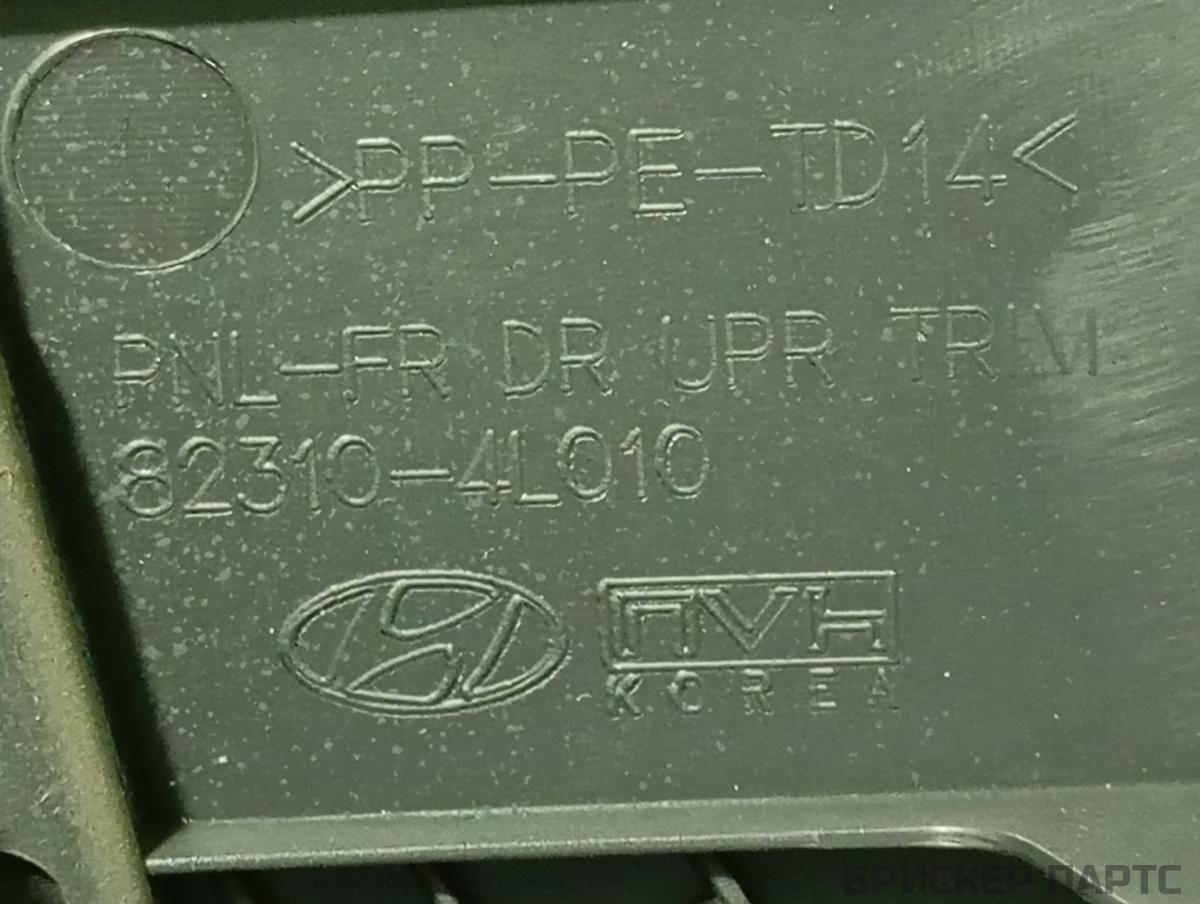 >PP-PE-TD14<
PNL-FR DR UPR TRIM
82310-4L010
NVH
KOREA
БРИСКЕР ПАРТС